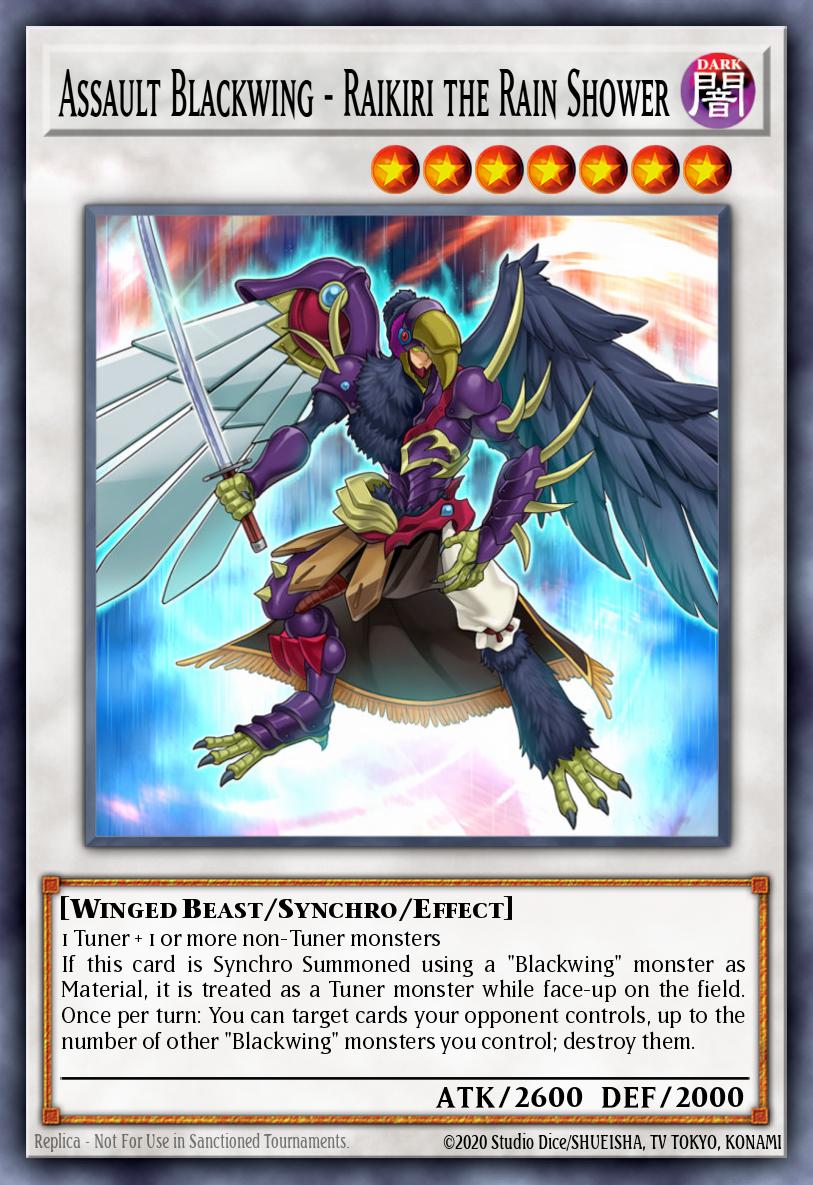 Assault Blackwing - Raikiri the Rain Shower
DARK
闇
[Winged Beast/Synchro/Effect]
1 Tuner + 1 or more non-Tuner monsters
If this card is Synchro Summoned using a "Blackwing" monster as
Material, it is treated as a Tuner monster while face-up on the field.
Once per turn: You can target cards your opponent controls, up to the
number of other "Blackwing" monsters you control; destroy them.
ATK/2600 DEF/2000
Replica - Not For Use in Sanctioned Tournaments.
©2020 Studio Dice/SHUEISHA, TV TOKYO, KONAMI